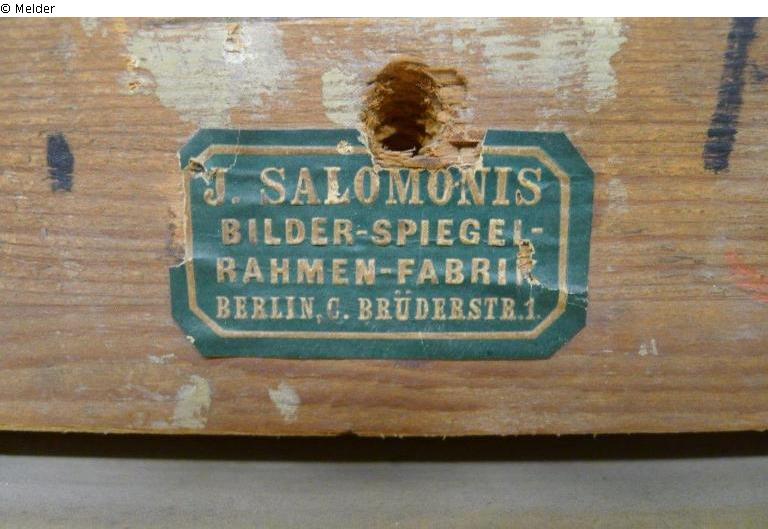 © Melder
J. SALOMONIS
BILDER-SPIEGEL-
RAHMEN-FABRIK
BERLIN, C. BRÜDERSTR. 1.